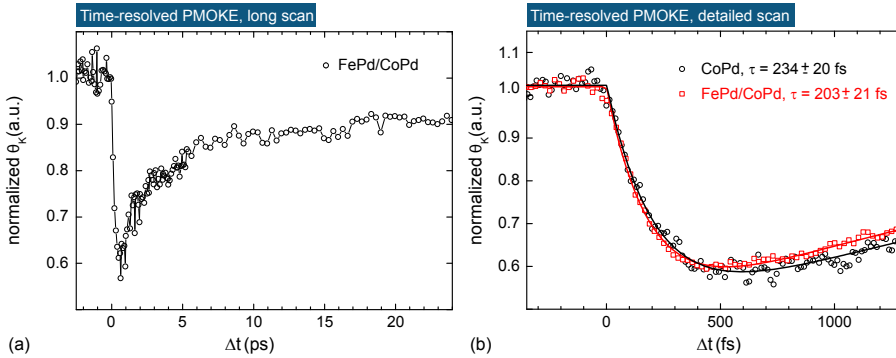 Time-resolved PMOKE, long scan
normalized θK(a.u.)
1.0
0.9
0.8
0.7
0.6
FePd/CoPd
0 5 10 15 20
Δt (ps)
(a)
Time-resolved PMOKE, detailed scan
normalized θK(a.u.)
1.1
1.0
0.9
0.8
0.7
0.6
CoPd, τ = 234 ± 20 fs
FePd/CoPd, τ = 203 ± 21 fs
0 500 1000
Δt (fs)
(b)